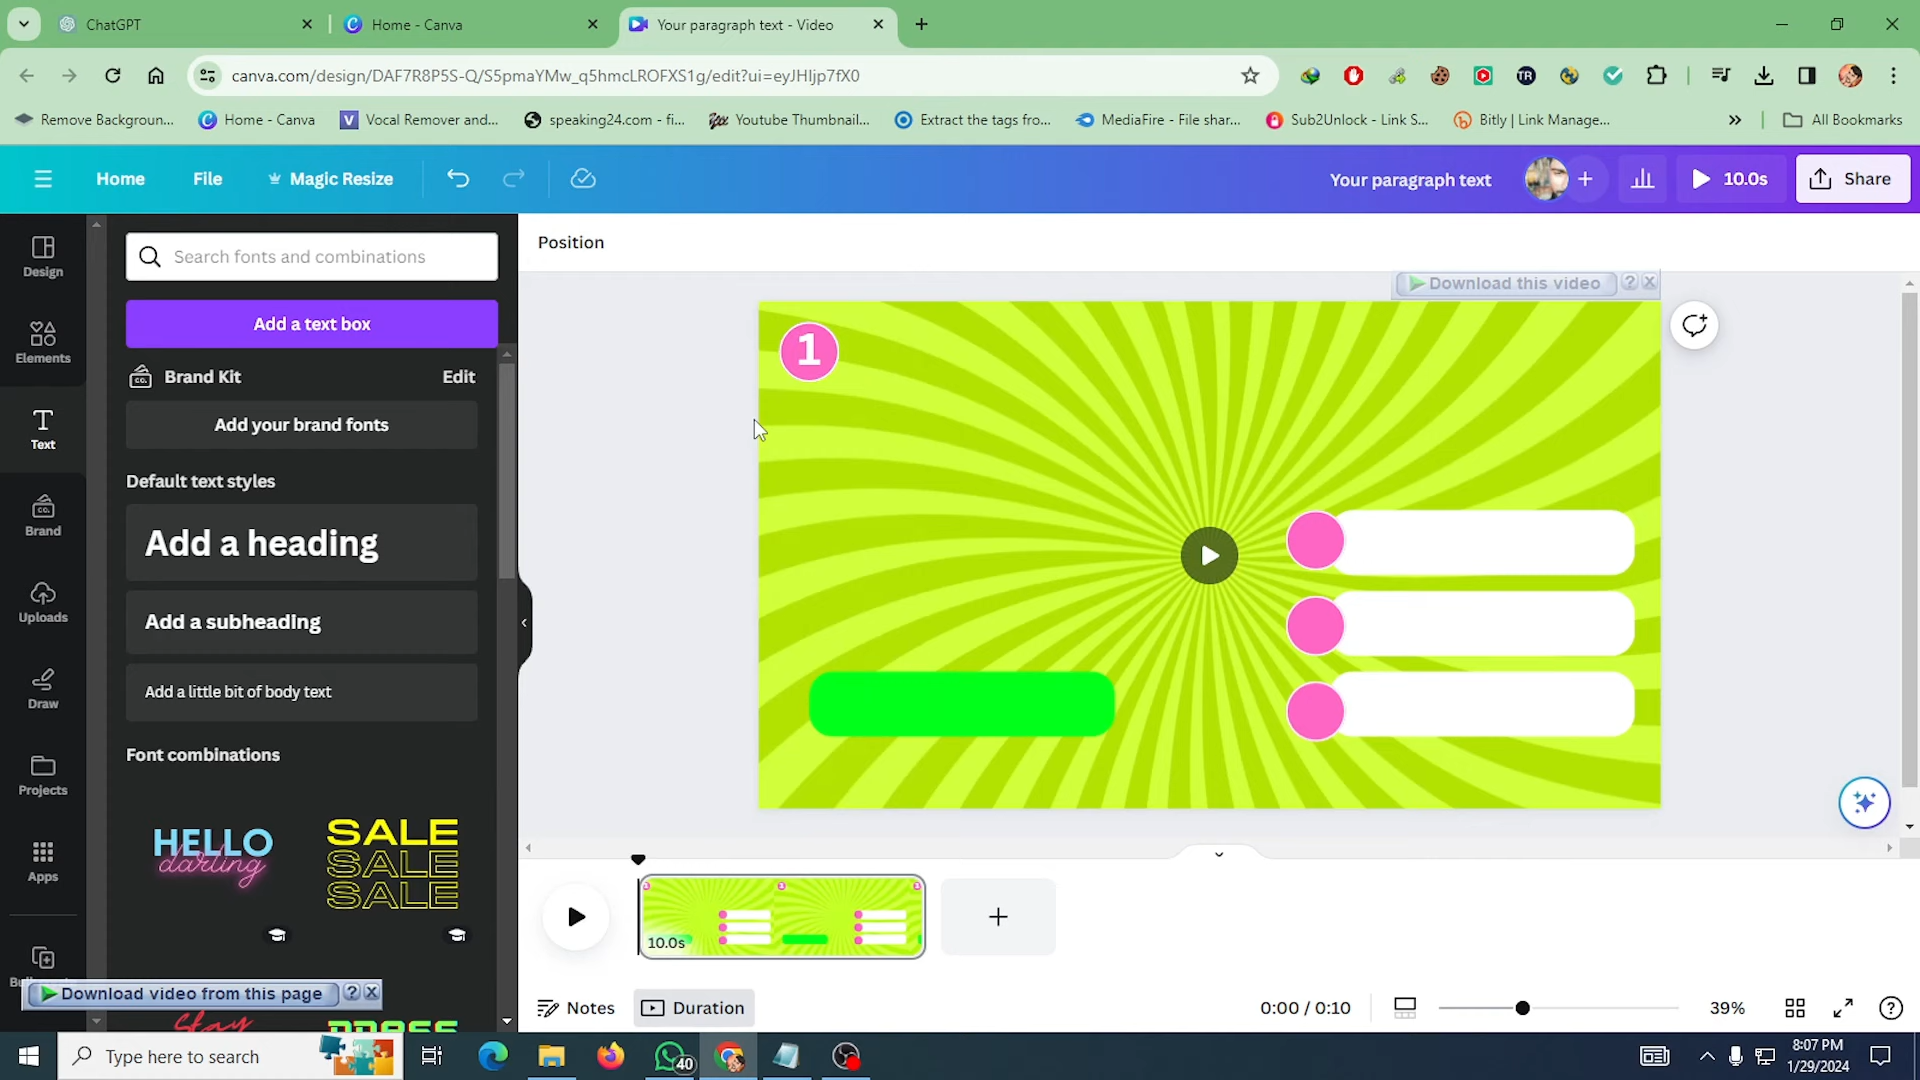 ChatGPT
Home - Canva
Your paragraph text - Video
canva.com/design/DAF7R8P5S-Q/S5pmaYMw_q5hmcLROFXS1g/edit?ui=eyJHIjp7fX0
Remove Backgroun...
Home - Canva
Vocal Remover and...
speaking24.com - fi...
Youtube Thumbnail...
Extract the tags fro...
MediaFire - File shar...
Sub2Unlock - Link S...
Bitly | Link Manage...
All Bookmarks
Home
File
Magic Resize
Your paragraph text
10.0s
Share
Design
Elements
Text
Brand
Uploads
Draw
Projects
Apps
Search fonts and combinations
Add a text box
Brand Kit
Edit
Add your brand fonts
Default text styles
Add a heading
Add a subheading
Add a little bit of body text
Font combinations
HELLO
darling
SALE
SALE
SALE
Stay
Download video from this page
Position
Download this video
1
10.0s
Notes
Duration
0:00 / 0:10
39%
Type here to search
40
8:07 PM
1/29/2024